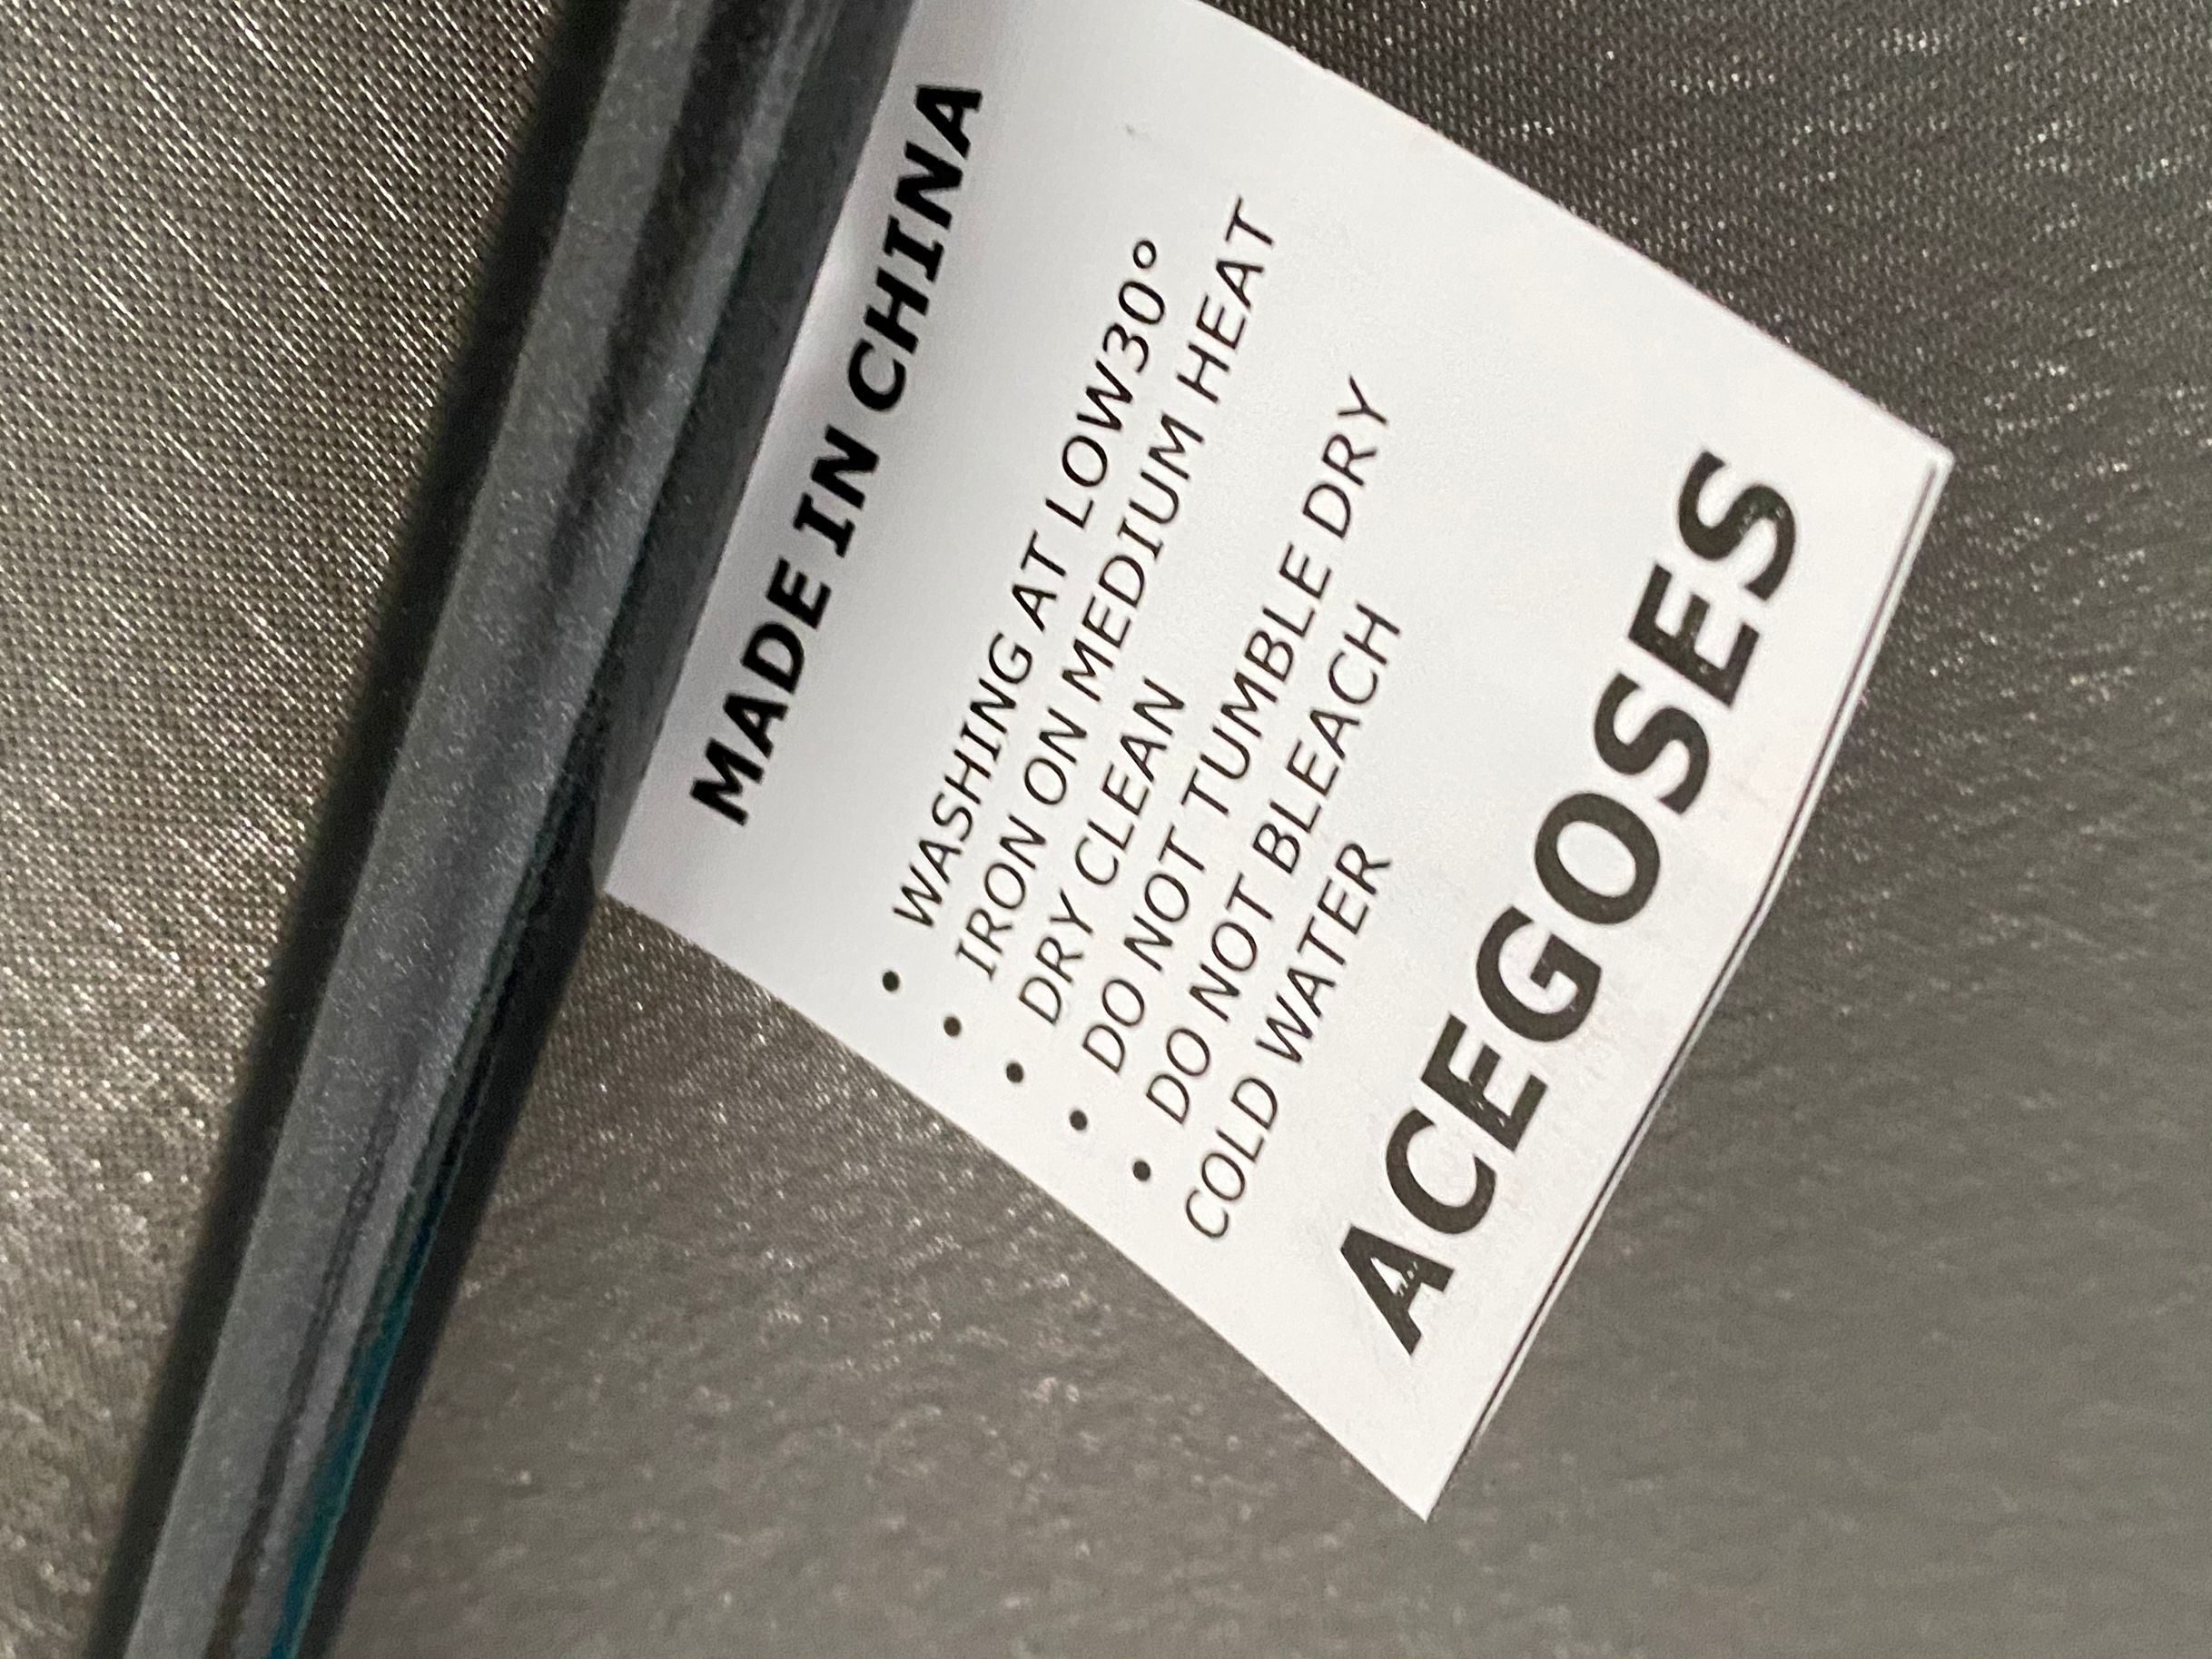 MADE IN CHINA
• WASHING AT LOW30°
• IRON ON MEDIUM HEAT
• DRY CLEAN
• DO NOT TUMBLE DRY
• DO NOT BLEACH
COLD WATER
ACEGOSES